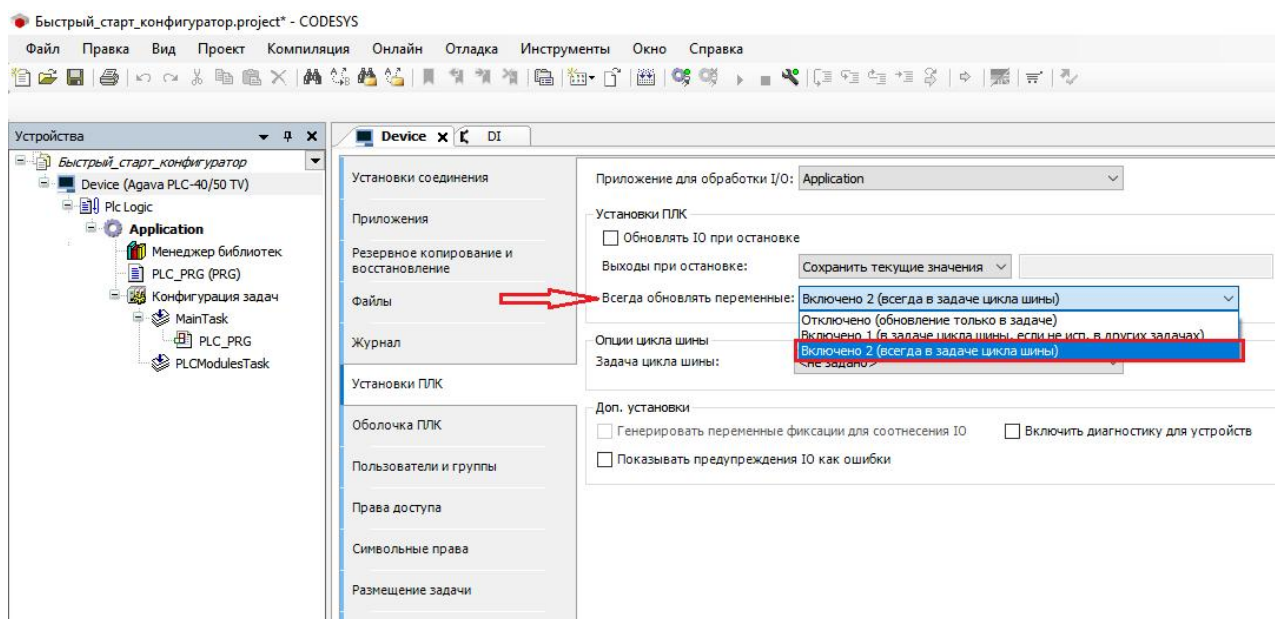 Быстрый_старт_конфигуратор.project* - CODESYS
Файл Правка Вид Проект Компиляция Онлайн Отладка Инструменты Окно Справка
Устройства
Быстрый_старт_конфигуратор
Device (Agava PLC-40/50 TV)
Plc Logic
Application
Менеджер библиотек
PLC_PRG (PRG)
Конфигурация задач
MainTask
PLC_PRG
PLCModulesTask
Device
DI
Установки соединения
Приложения
Резервное копирование и
восстановление
Файлы
Журнал
Установки ПЛК
Оболочка ПЛК
Пользователи и группы
Права доступа
Символьные права
Размещение задачи
Приложение для обработки I/O: Application
Установки ПЛК
Обновлять IO при остановке
Выходы при остановке: Сохранить текущие значения
Всегда обновлять переменные: Включено 2 (всегда в задаче цикла шины)
Отключено (обновление только в задаче)
Включено 1 (в задаче цикла шины, если не исп. в других задачах)
Включено 2 (всегда в задаче цикла шины)
Опции цикла шины
Задача цикла шины: <не задано>
Доп. установки
Генерировать переменные фиксации для соотнесения IO
Включить диагностику для устройств
Показывать предупреждения IO как ошибки